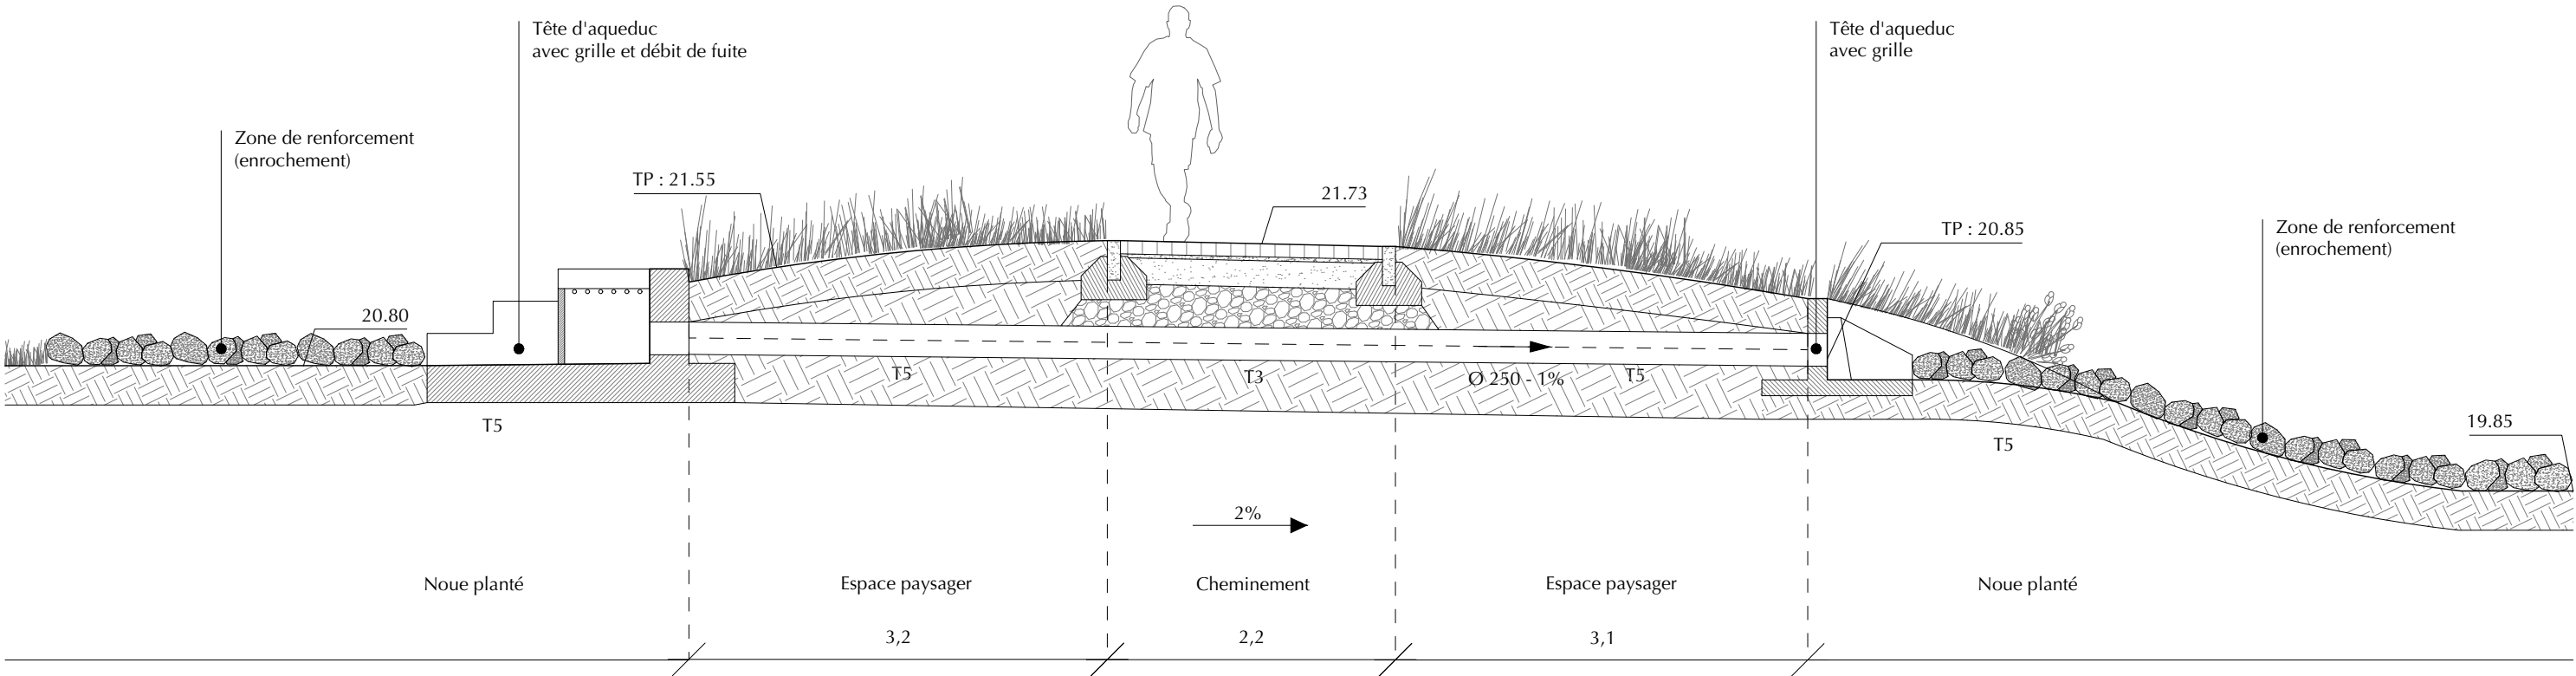 Tête d'aqueduc
avec grille et débit de fuite
Tête d'aqueduc
avec grille
Zone de renforcement
(enrochement)
TP : 21.55
21.73
TP : 20.85
Zone de renforcement
(enrochement)
20.80
T5
T3
Ø 250 - 1%
T5
T5
T5
19.85
2%
Noue planté
Espace paysager
Cheminement
Espace paysager
Noue planté
3,2
2,2
3,1